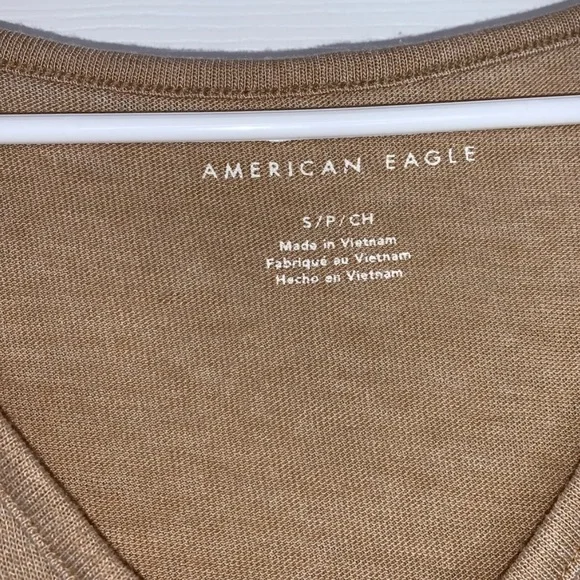 AMERICAN EAGLE
S/P/CH
Made in Vietnam
Fabriqué au Vietnam
Hecho en Vietnam